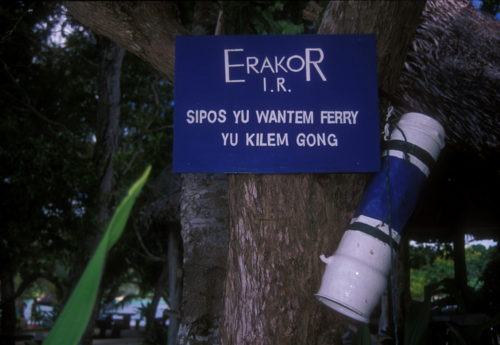 ERAKOR
I.R.
SIPOS YU WANTEM FERRY
YU KILEM GONG